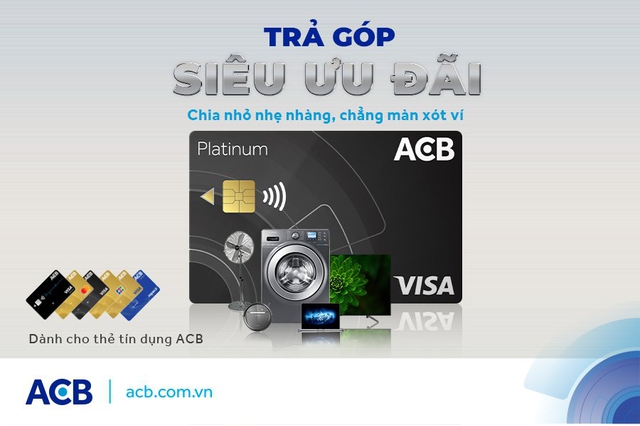 TRẢ GÓP
SIÊU ƯU ĐÃI
Chia nhỏ nhẹ nhàng, chẳng màn xót ví
Platinum
ACB
VISA
Dành cho thẻ tín dụng ACB
ACB
acb.com.vn